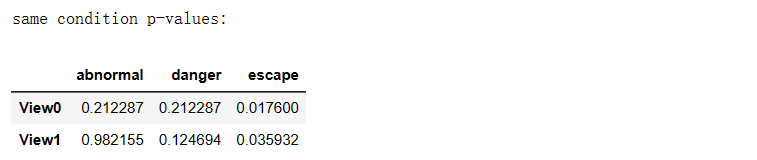 same condition p-values:
abnormal danger escape
View0 0.212287 0.212287 0.017600
View1 0.982155 0.124694 0.035932